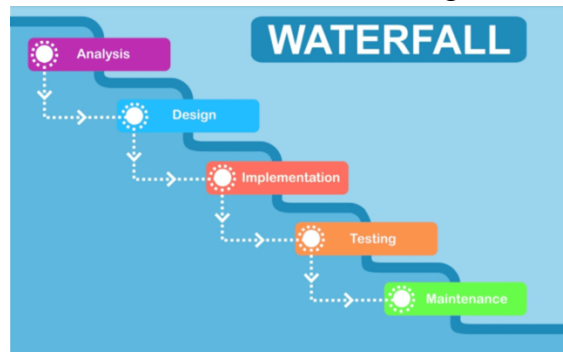 WATERFALL
Analysis
Design
Implementation
Testing
Maintenance